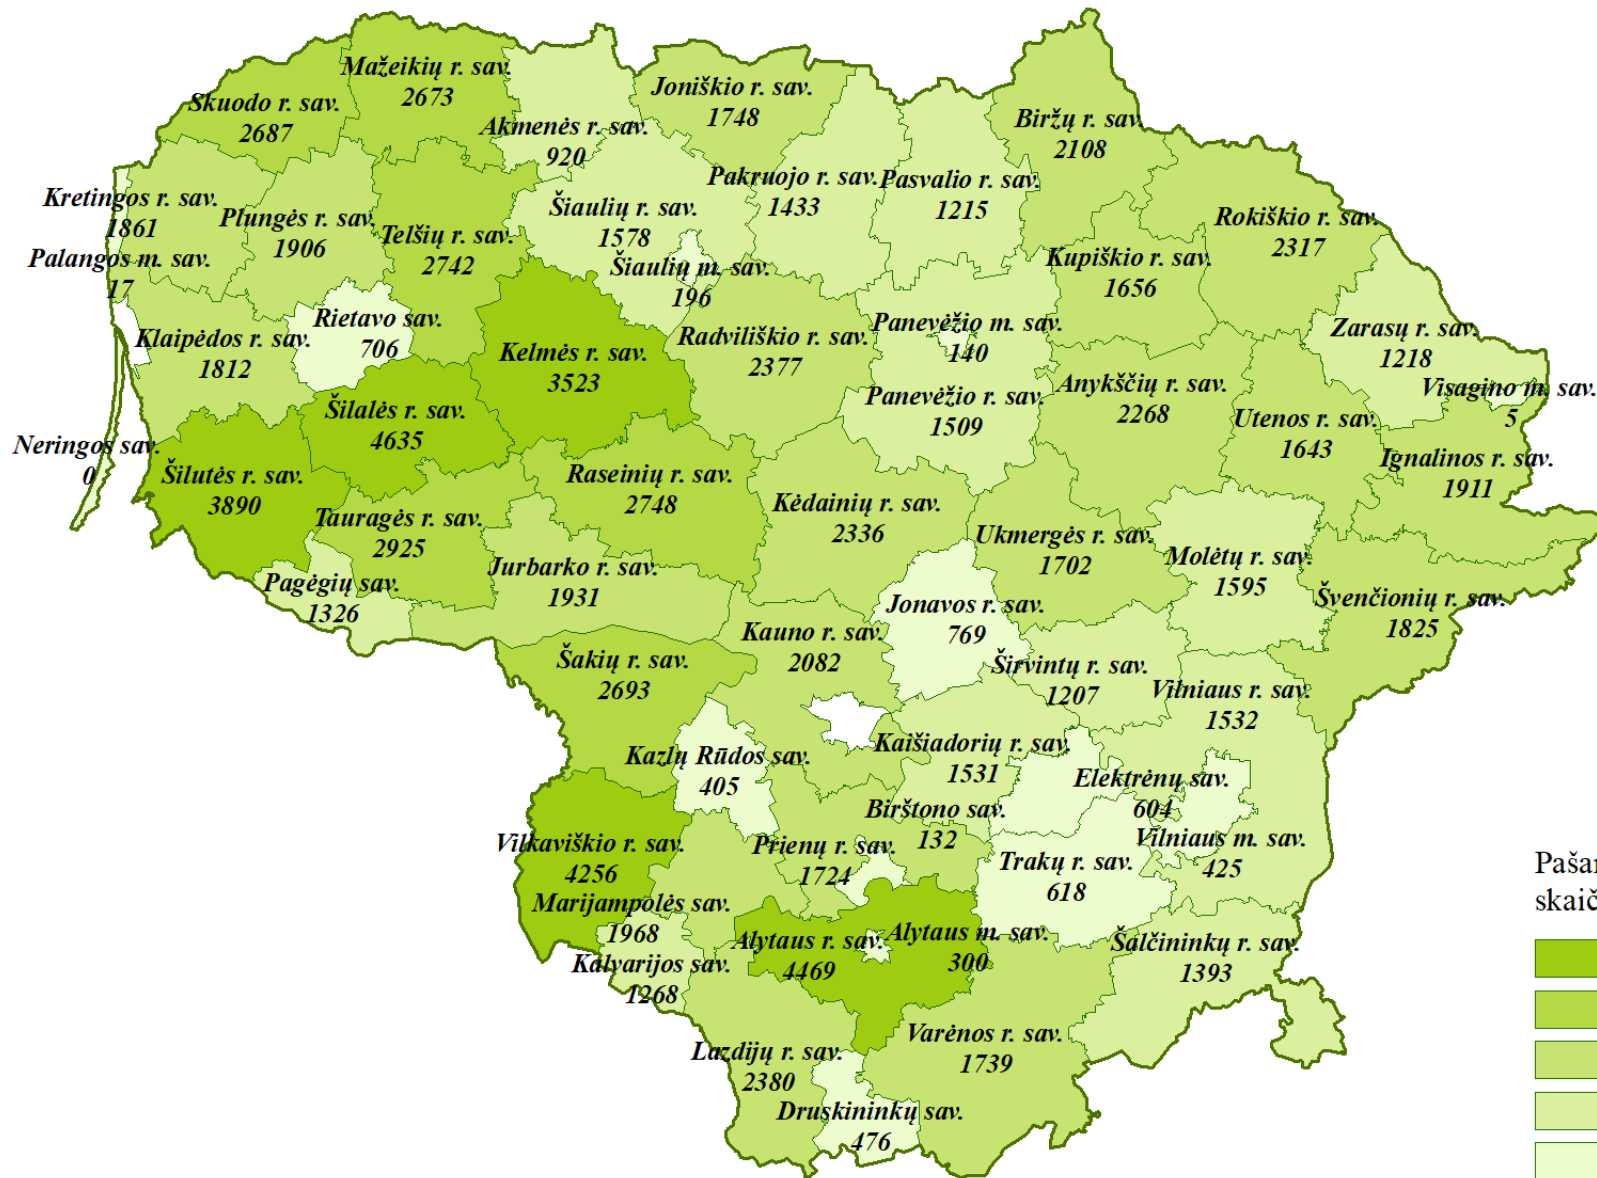 Mažeikių r. sav.
2673
Skuodo r. sav.
2687
Joniškio r. sav.
1748
Akmenės r. sav.
920
Biržų r. sav.
2108
Kretingos r. sav.
1861
Plungės r. sav.
1906
Telšių r. sav.
2742
Šiaulių r. sav.
1578
Pakruojo r. sav.
1433
Pasvalio r. sav.
1215
Rokiškio r. sav.
2317
Palangos m. sav.
17
Šiaulių m. sav.
196
Kupiškio r. sav.
1656
Klaipėdos r. sav.
1812
Rietavo sav.
706
Kelmės r. sav.
3523
Radviliškio r. sav.
2377
Panevėžio m. sav.
140
Zarasų r. sav.
1218
Panevėžio r. sav.
1509
Anykščių r. sav.
2268
Visagino m. sav.
5
Šilalės r. sav.
4635
Utenos r. sav.
1643
Neringos sav.
0
Šilutės r. sav.
3890
Raseinių r. sav.
2748
Ignalinos r. sav.
1911
Tauragės r. sav.
2925
Kėdainių r. sav.
2336
Ukmergės r. sav.
1702
Molėtų r. sav.
1595
Pagėgių sav.
1326
Jurbarko r. sav.
1931
Jonavos r. sav.
769
Švenčionių r. sav.
1825
Kauno r. sav.
2082
Šakių r. sav.
2693
Širvintų r. sav.
1207
Vilniaus r. sav.
1532
Kazlų Rūdos sav.
405
Kaišiadorių r. sav.
1531
Elektrėnų sav.
604
Birštono sav.
132
Vilkaviškio r. sav.
4256
Prienų r. sav.
1724
Trakų r. sav.
618
Vilniaus m. sav.
425
Marijampolės sav.
1968
Alytaus r. sav.
4469
Alytaus m. sav.
300
Šalčininkų r. sav.
1393
Kalvarijos sav.
1268
Lazdijų r. sav.
2380
Varėnos r. sav.
1739
Druskininkų sav.
476